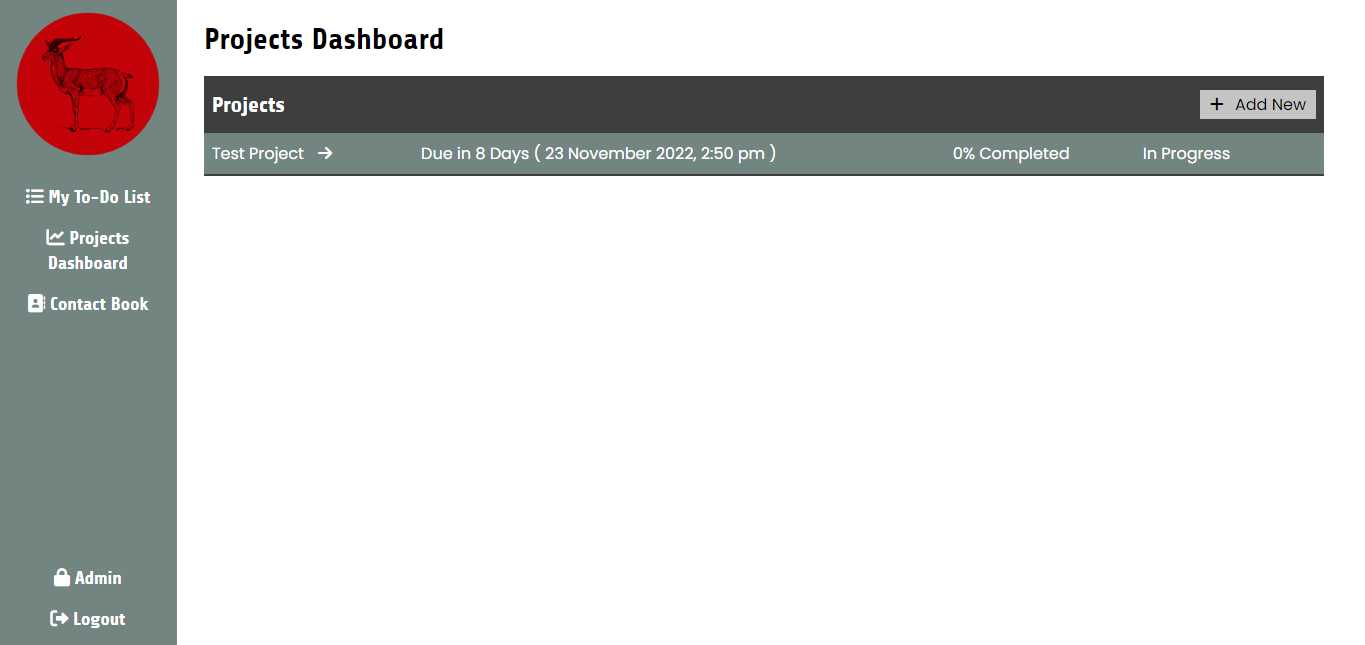 Projects Dashboard
Projects
+ Add New
Test Project → Due in 8 Days ( 23 November 2022, 2:50 pm ) 0% Completed In Progress
My To-Do List
Projects
Dashboard
Contact Book
Admin
Logout